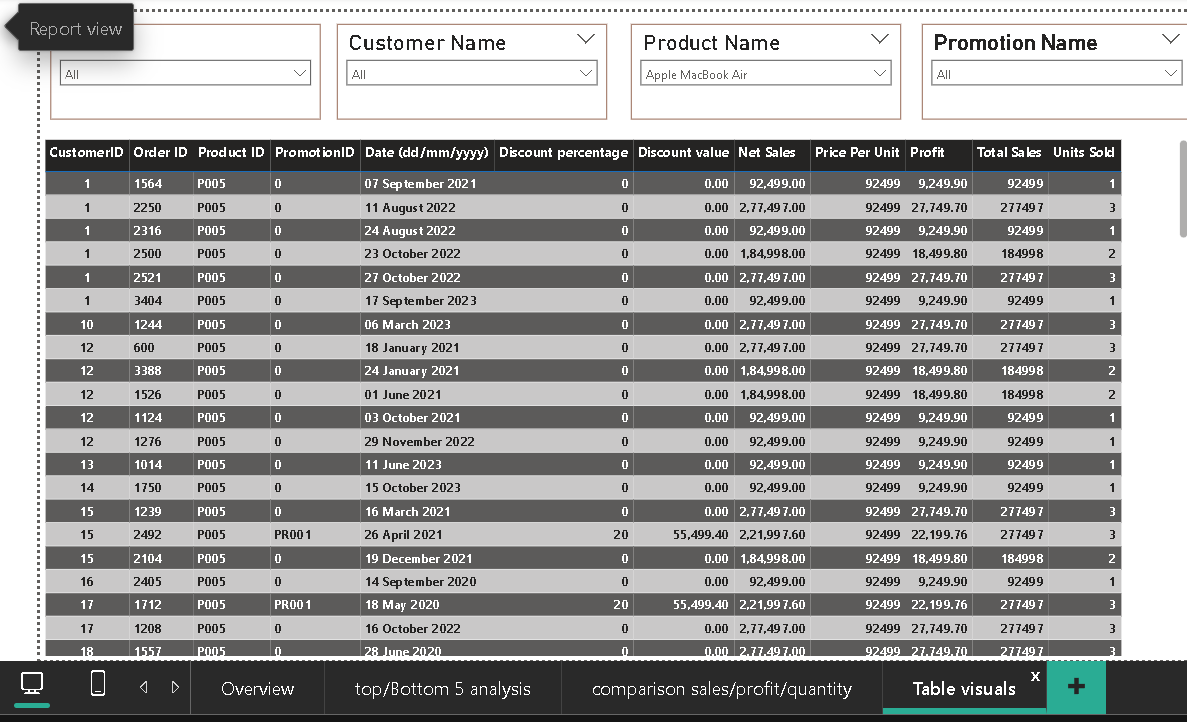 Report view
Customer Name
Product Name
Promotion Name
All
All
Apple MacBook Air
All
CustomerID Order ID Product ID PromotionID Date (dd/mm/yyyy) Discount percentage Discount value Net Sales Price Per Unit Profit Total Sales Units Sold
1 1564 P005 0 07 September 2021 0 0.00 92,499.00 92499 9,249.90 92499 1
1 2250 P005 0 11 August 2022 0 0.00 2,77,497.00 92499 27,749.70 277497 3
1 2316 P005 0 24 August 2022 0 0.00 92,499.00 92499 9,249.90 92499 1
1 2500 P005 0 23 October 2022 0 0.00 1,84,998.00 92499 18,499.80 184998 2
1 2521 P005 0 27 October 2022 0 0.00 2,77,497.00 92499 27,749.70 277497 3
1 3404 P005 0 17 September 2023 0 0.00 92,499.00 92499 9,249.90 92499 1
10 1244 P005 0 06 March 2023 0 0.00 2,77,497.00 92499 27,749.70 277497 3
12 600 P005 0 18 January 2021 0 0.00 2,77,497.00 92499 27,749.70 277497 3
12 3388 P005 0 24 January 2021 0 0.00 1,84,998.00 92499 18,499.80 184998 2
12 1526 P005 0 01 June 2021 0 0.00 1,84,998.00 92499 18,499.80 184998 2
12 1124 P005 0 03 October 2021 0 0.00 92,499.00 92499 9,249.90 92499 1
12 1276 P005 0 29 November 2022 0 0.00 92,499.00 92499 9,249.90 92499 1
13 1014 P005 0 11 June 2023 0 0.00 92,499.00 92499 9,249.90 92499 1
14 1750 P005 0 15 October 2023 0 0.00 92,499.00 92499 9,249.90 92499 1
15 1239 P005 0 16 March 2021 0 0.00 2,77,497.00 92499 27,749.70 277497 3
15 2492 P005 PR001 26 April 2021 20 55,499.40 2,21,997.60 92499 22,199.76 277497 3
15 2104 P005 0 19 December 2021 0 0.00 1,84,998.00 92499 18,499.80 184998 2
16 2405 P005 0 14 September 2020 0 0.00 92,499.00 92499 9,249.90 92499 1
17 1712 P005 PR001 18 May 2020 20 55,499.40 2,21,997.60 92499 22,199.76 277497 3
17 1208 P005 0 16 October 2022 0 0.00 2,77,497.00 92499 27,749.70 277497 3
18 1557 P005 0 28 June 2020 0 0.00 2,77,497.00 92499 27,749.70 277497 3
Overview top/Bottom 5 analysis comparison sales/profit/quantity Table visuals x +